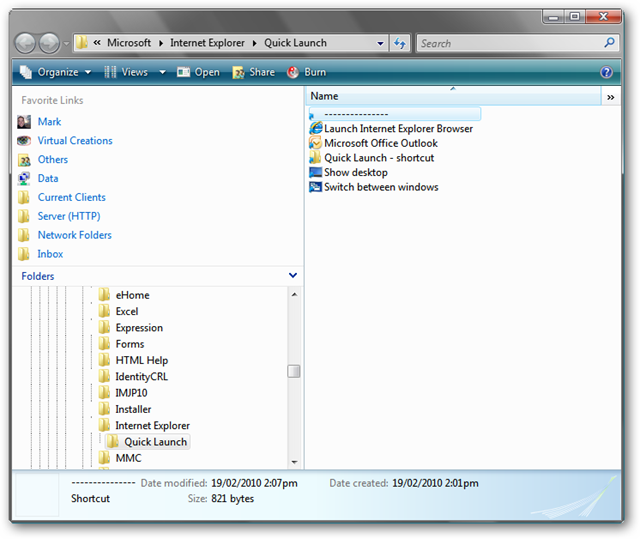 « Microsoft Internet Explorer Quick Launch Search
Organize Views Open Share Burn
Favorite Links
Mark
Virtual Creations
Others
Data
Current Clients
Server (HTTP)
Network Folders
Inbox
Folders
eHome
Excel
Expression
Forms
HTML Help
IdentityCRL
IMJP10
Installer
Internet Explorer
Quick Launch
MMC
Name »
---------------
Launch Internet Explorer Browser
Microsoft Office Outlook
Quick Launch - shortcut
Show desktop
Switch between windows
--------------- Date modified: 19/02/2010 2:07pm Date created: 19/02/2010 2:01pm
Shortcut Size: 821 bytes